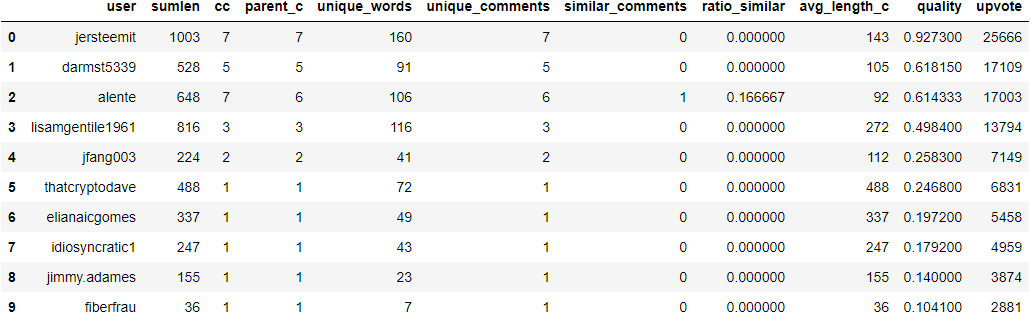 user sumlen cc parent_c unique_words unique_comments similar_comments ratio_similar avg_length_c quality upvote
0 jersteemit 1003 7 7 160 7 0 0.000000 143 0.927300 25666
1 darmst5339 528 5 5 91 5 0 0.000000 105 0.618150 17109
2 alente 648 7 6 106 6 1 0.166667 92 0.614333 17003
3 lisamgentile1961 816 3 3 116 3 0 0.000000 272 0.498400 13794
4 jfang003 224 2 2 41 2 0 0.000000 112 0.258300 7149
5 thatcryptodave 488 1 1 72 1 0 0.000000 488 0.246800 6831
6 elianaicgomes 337 1 1 49 1 0 0.000000 337 0.197200 5458
7 idiosyncratic1 247 1 1 43 1 0 0.000000 247 0.179200 4959
8 jimmy.adames 155 1 1 23 1 0 0.000000 155 0.140000 3874
9 fiberfrau 36 1 1 7 1 0 0.000000 36 0.104100 2881